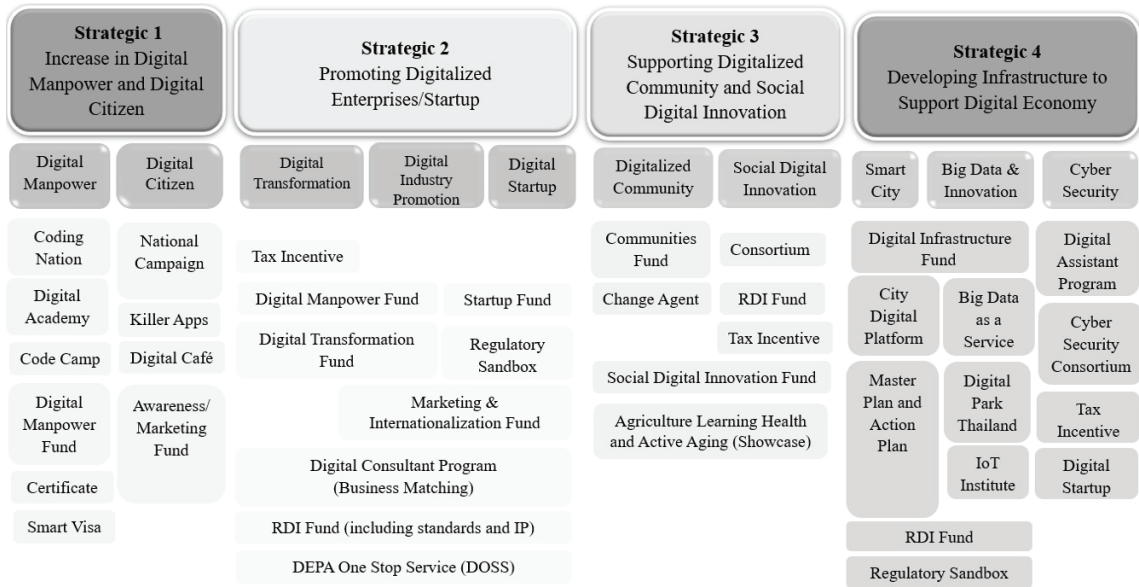 Strategic 1
Increase in Digital
Manpower and Digital
Citizen
Strategic 2
Promoting Digitalized
Enterprises/Startup
Strategic 3
Supporting Digitalized
Community and Social
Digital Innovation
Strategic 4
Developing Infrastructure to
Support Digital Economy
Digital
Manpower
Digital
Citizen
Digital
Transformation
Digital
Industry
Promotion
Digital
Startup
Digitalized
Community
Social Digital
Innovation
Smart
City
Big Data &
Innovation
Cyber
Security
Coding
Nation
Digital
Academy
Code Camp
Digital
Manpower
Fund
Certificate
Smart Visa
National
Campaign
Killer Apps
Digital Café
Awareness/
Marketing
Fund
Tax Incentive
Digital Manpower Fund
Startup Fund
Digital Transformation
Fund
Regulatory
Sandbox
Marketing &
Internationalization Fund
Digital Consultant Program
(Business Matching)
RDI Fund (including standards and IP)
DEPA One Stop Service (DOSS)
Communities
Fund
Consortium
Change Agent
RDI Fund
Tax Incentive
Social Digital Innovation Fund
Agriculture Learning Health
and Active Aging (Showcase)
Digital Infrastructure
Fund
City
Digital
Platform
Big Data
as a
Service
Master
Plan and
Action
Plan
Digital
Park
Thailand
IoT
Institute
RDI Fund
Regulatory Sandbox
Digital
Assistant
Program
Cyber
Security
Consortium
Tax
Incentive
Digital
Startup